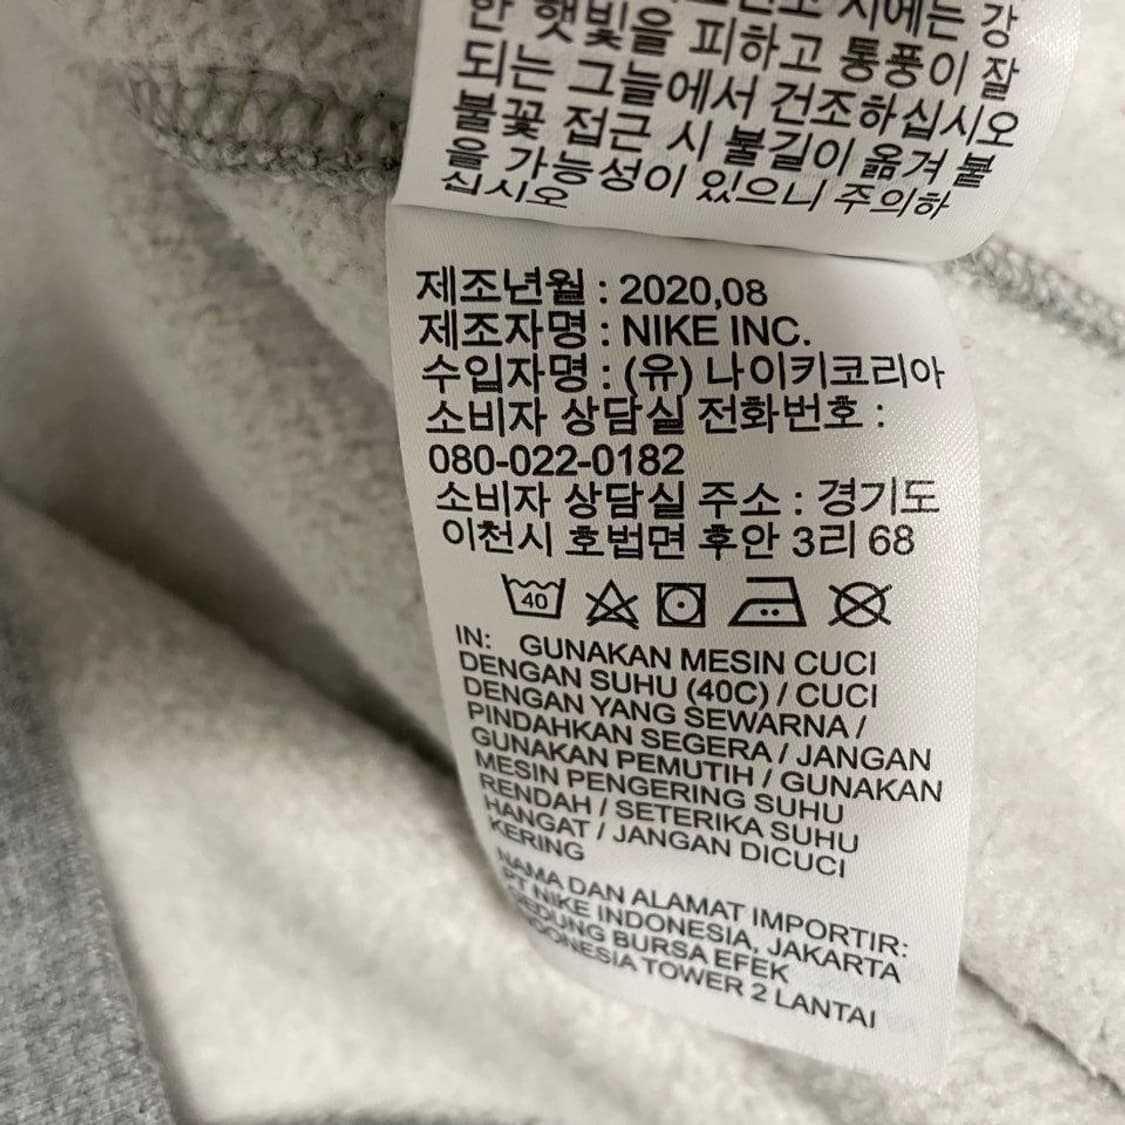 시에는 강
한 햇빛을 피하고 통풍이 잘
되는 그늘에서 건조하십시오
불꽃 접근 시 불길이 옮겨 붙
을 가능성이 있으니 주의하
십시오
제조년월 : 2020,08
제조자명 : NIKE INC.
수입자명 : (유) 나이키코리아
소비자 상담실 전화번호 :
080-022-0182
소비자 상담실 주소 : 경기도
이천시 호법면 후안 3리 68
40
IN: GUNAKAN MESIN CUCI
DENGAN SUHU (40C) / CUCI
DENGAN YANG SEWARNA /
PINDAHKAN SEGERA / JANGAN
GUNAKAN PEMUTIH / GUNAKAN
MESIN PENGERING SUHU
RENDAH / SETERIKA SUHU
HANGAT / JANGAN DICUCI
KERING
NAMA DAN ALAMAT IMPORTIR:
PT NIKE INDONESIA, JAKARTA
GEDUNG BURSA EFEK
INDONESIA TOWER 2 LANTAI